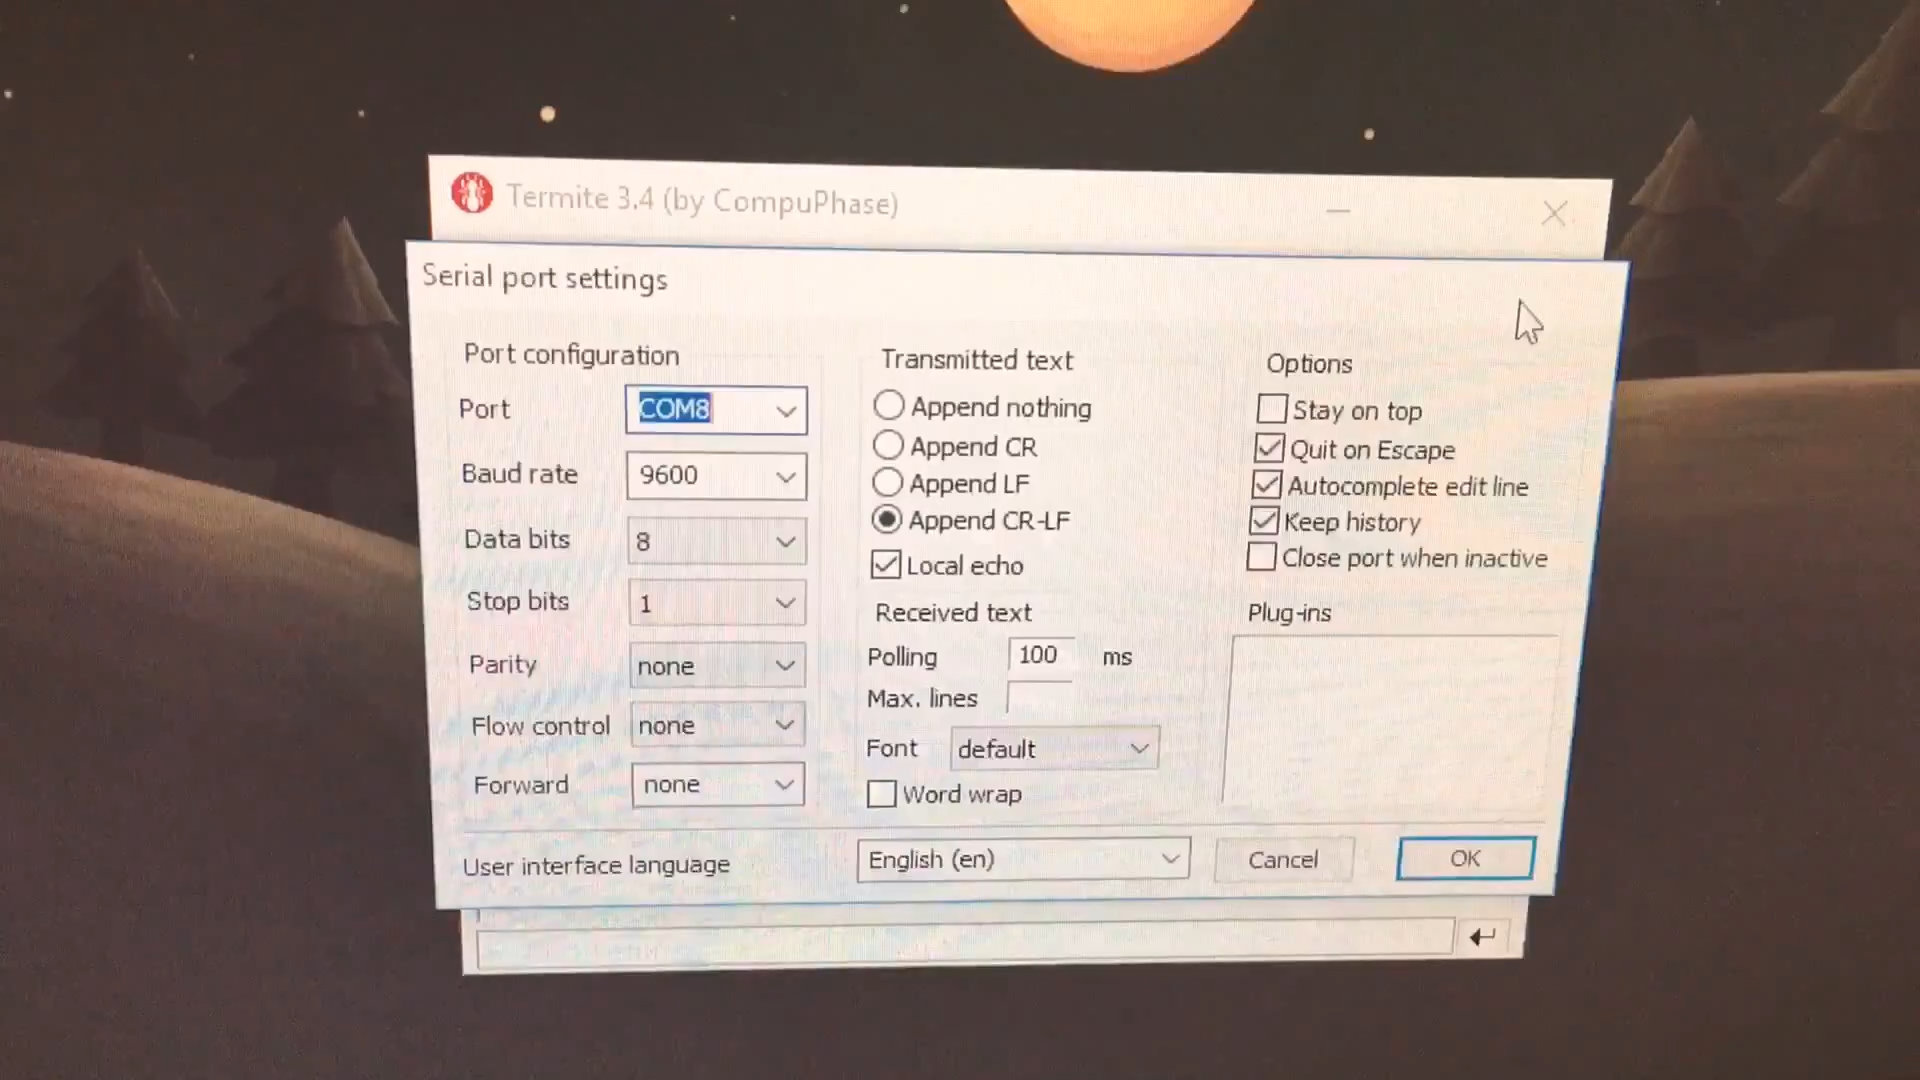 Termite 3.4 (by CompuPhase)
Serial port settings
Port configuration
Port COM8
Baud rate 9600
Data bits 8
Stop bits 1
Parity none
Flow control none
Forward none
Transmitted text
Append nothing
Append CR
Append LF
Append CR-LF
Local echo
Received text
Polling 100 ms
Max. lines
Font default
Word wrap
Options
Stay on top
Quit on Escape
Autocomplete edit line
Keep history
Close port when inactive
Plug-ins
User interface language English (en) Cancel OK